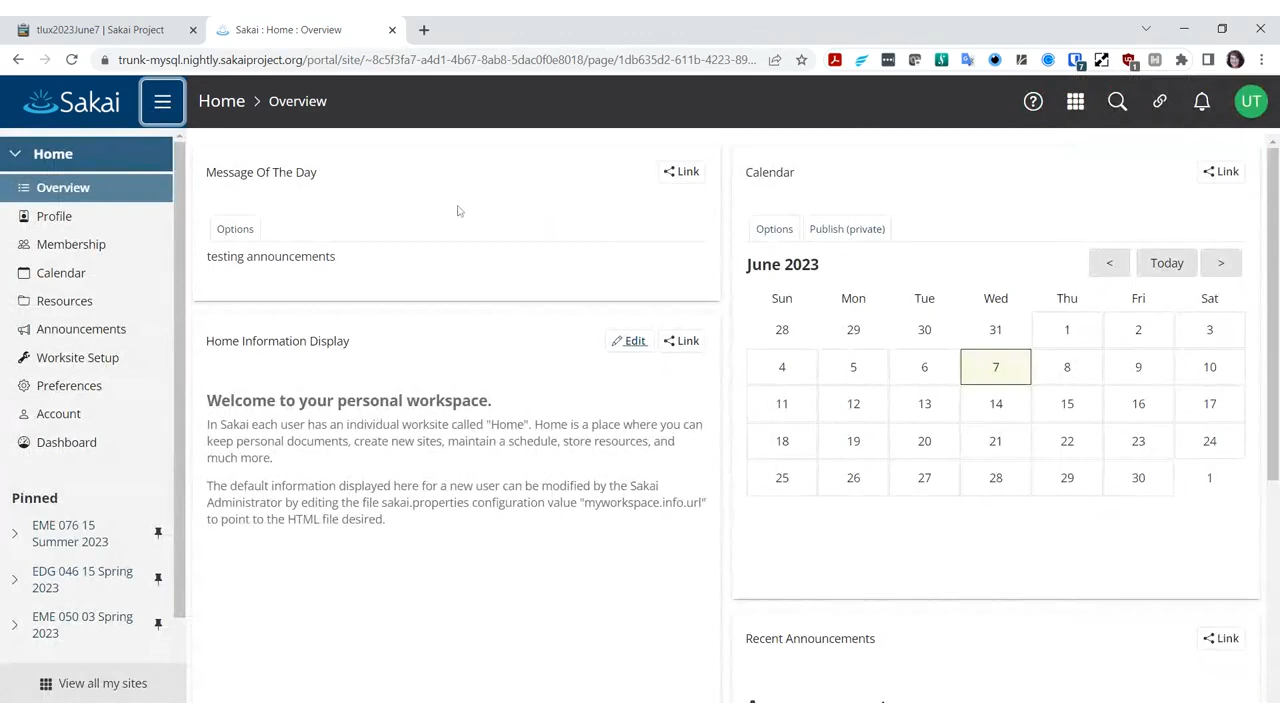 tlux2023June7 | Sakai Project
Sakai : Home : Overview
trunk-mysql.nightly.sakaiproject.org/portal/site/~8c5f3fa7-a4d1-4b67-8ab8-5da8f0e8018/page/1db635d2-611b-4223-89...
7
1
Sakai
Home > Overview
UT
Home
Overview
Profile
Membership
Calendar
Resources
Announcements
Worksite Setup
Preferences
Account
Dashboard
Pinned
EME 076 15
Summer 2023
EDG 046 15 Spring
2023
EME 050 03 Spring
2023
View all my sites
Message Of The Day
Link
Options
testing announcements
Home Information Display
Edit
Link
Welcome to your personal workspace.
In Sakai each user has an individual worksite called "Home". Home is a place where you can
keep personal documents, create new sites, maintain a schedule, store resources, and
much more.
The default information displayed here for a new user can be modified by the Sakai
Administrator by editing the file sakai.properties configuration value "myworkspace.info.url"
to point to the HTML file desired.
Calendar
Link
Options
Publish (private)
June 2023
< Today >
Sun Mon Tue Wed Thu Fri Sat
28 29 30 31 1 2 3
4 5 6 7 8 9 10
11 12 13 14 15 16 17
18 19 20 21 22 23 24
25 26 27 28 29 30 1
Recent Announcements
Link